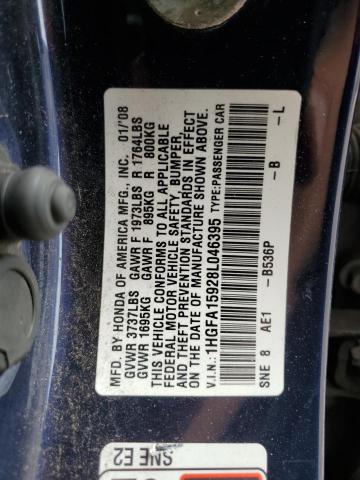 MFD. BY HONDA OF AMERICA MFG., INC. 01/'08
GVWR 3737LBS GAWR F 1973LBS R 1764LBS
GVWR 1695KG GAWR F 895KG R 800KG
THIS VEHICLE CONFORMS TO ALL APPLICABLE
FEDERAL MOTOR VEHICLE SAFETY, BUMPER,
AND THEFT PREVENTION STANDARDS IN EFFECT
ON THE DATE OF MANUFACTURE SHOWN ABOVE.
V.I.N.: 1HGFA15928L046395 TYPE:PASSENGER CAR
SNE 8 AE1 -B536P -B -L
SNE E2